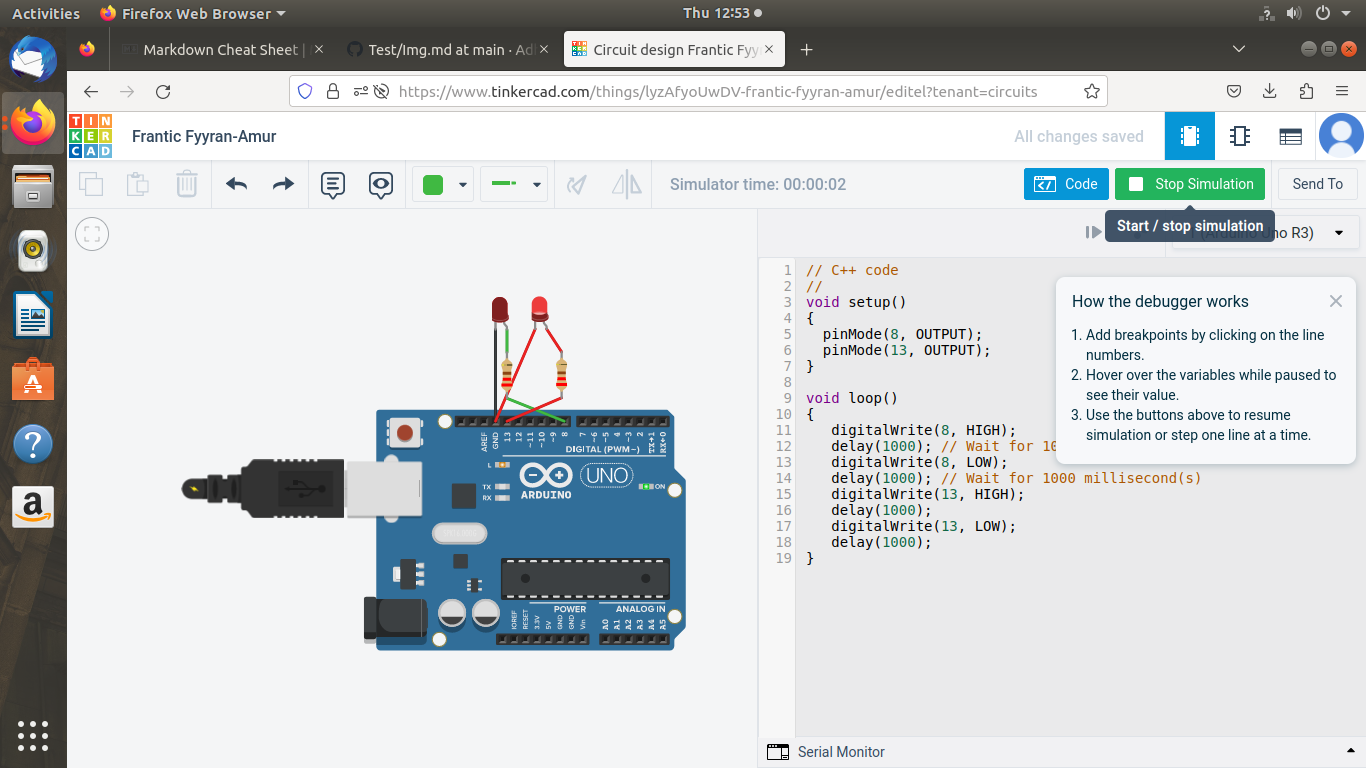 Activities Firefox Web Browser Thu 12:53
Markdown Cheat Sheet | Test/Img.md at main · Ad Circuit design Frantic Fyy
https://www.tinkercad.com/things/lyzAfyoUwDV-frantic-fyyran-amur/editel?tenant=circuits
TIN
KER
CAD
Frantic Fyyran-Amur
All changes saved
Simulator time: 00:00:02
Code
Stop Simulation
Send To
Start / stop simulation
no R3)
1 // C++ code
2 //
3 void setup()
4 {
5 pinMode(8, OUTPUT);
6 pinMode(13, OUTPUT);
7 }
8
9 void loop()
10 {
11 digitalWrite(8, HIGH);
12 delay(1000); // Wait for 10
13 digitalWrite(8, LOW);
14 delay(1000); // Wait for 1000 millisecond(s)
15 digitalWrite(13, HIGH);
16 delay(1000);
17 digitalWrite(13, LOW);
18 delay(1000);
19 }
How the debugger works
1. Add breakpoints by clicking on the line
numbers.
2. Hover over the variables while paused to
see their value.
3. Use the buttons above to resume
simulation or step one line at a time.
AREF
GND
13
12
~11
~10
~9
8
7
~6
~5
4
~3
2
TX→1
RX←0
DIGITAL (PWM~)
L
TX
RX
UNO
ARDUINO
ON
POWER
ANALOG IN
IOREF
RESET
3.3V
5V
GND
GND
Vin
A0
A1
A2
A3
A4
A5
Serial Monitor